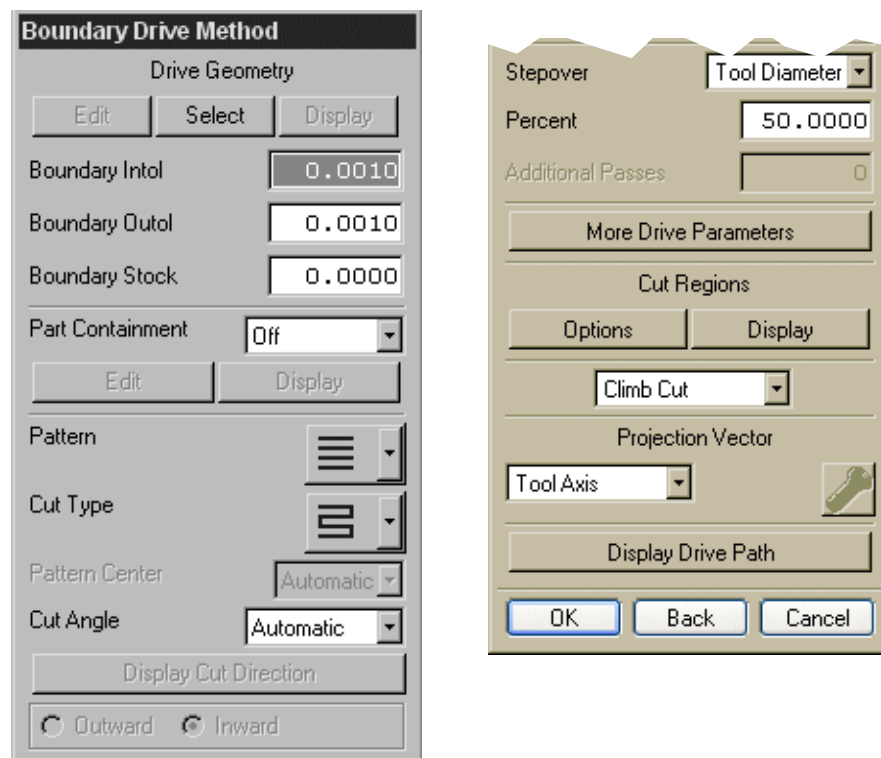 Boundary Drive Method
Drive Geometry
Edit Select Display
Boundary Intol 0.0010
Boundary Outol 0.0010
Boundary Stock 0.0000
Part Containment Off
Edit Display
Pattern
Cut Type
Pattern Center Automatic
Cut Angle Automatic
Display Cut Direction
Outward Inward
Stepover Tool Diameter
Percent 50.0000
Additional Passes 0
More Drive Parameters
Cut Regions
Options Display
Climb Cut
Projection Vector
Tool Axis
Display Drive Path
OK Back Cancel